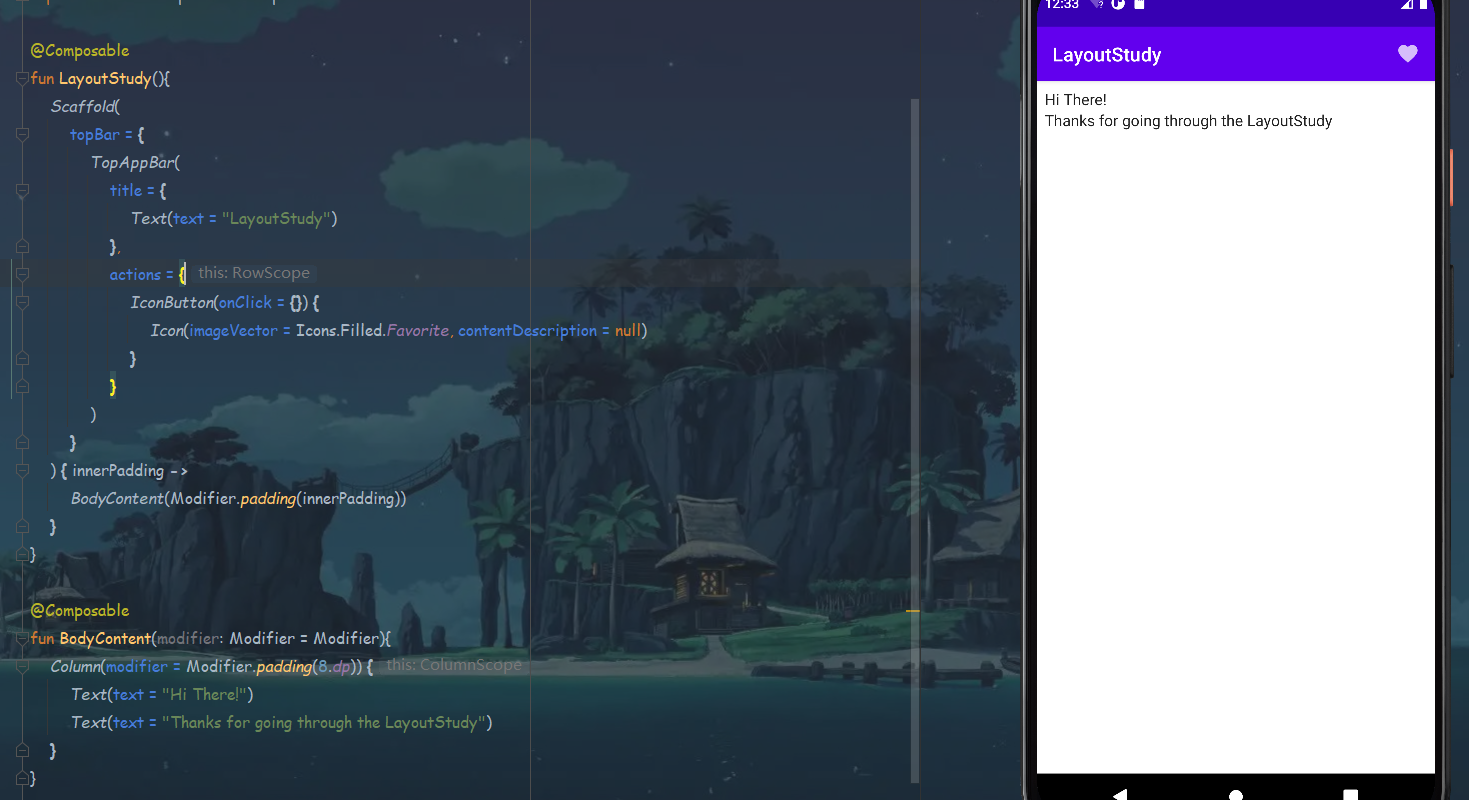 @Composable
fun LayoutStudy(){
Scaffold(
topBar = {
TopAppBar(
title = {
Text(text = "LayoutStudy")
},
actions = { this: RowScope
IconButton(onClick = {}) {
Icon(imageVector = Icons.Filled.Favorite, contentDescription = null)
}
}
)
}
) { innerPadding ->
BodyContent(Modifier.padding(innerPadding))
}
}
@Composable
fun BodyContent(modifier: Modifier = Modifier){
Column(modifier = Modifier.padding(8.dp)) { this: ColumnScope
Text(text = "Hi There!")
Text(text = "Thanks for going through the LayoutStudy")
}
}
12:33
LayoutStudy
Hi There!
Thanks for going through the LayoutStudy